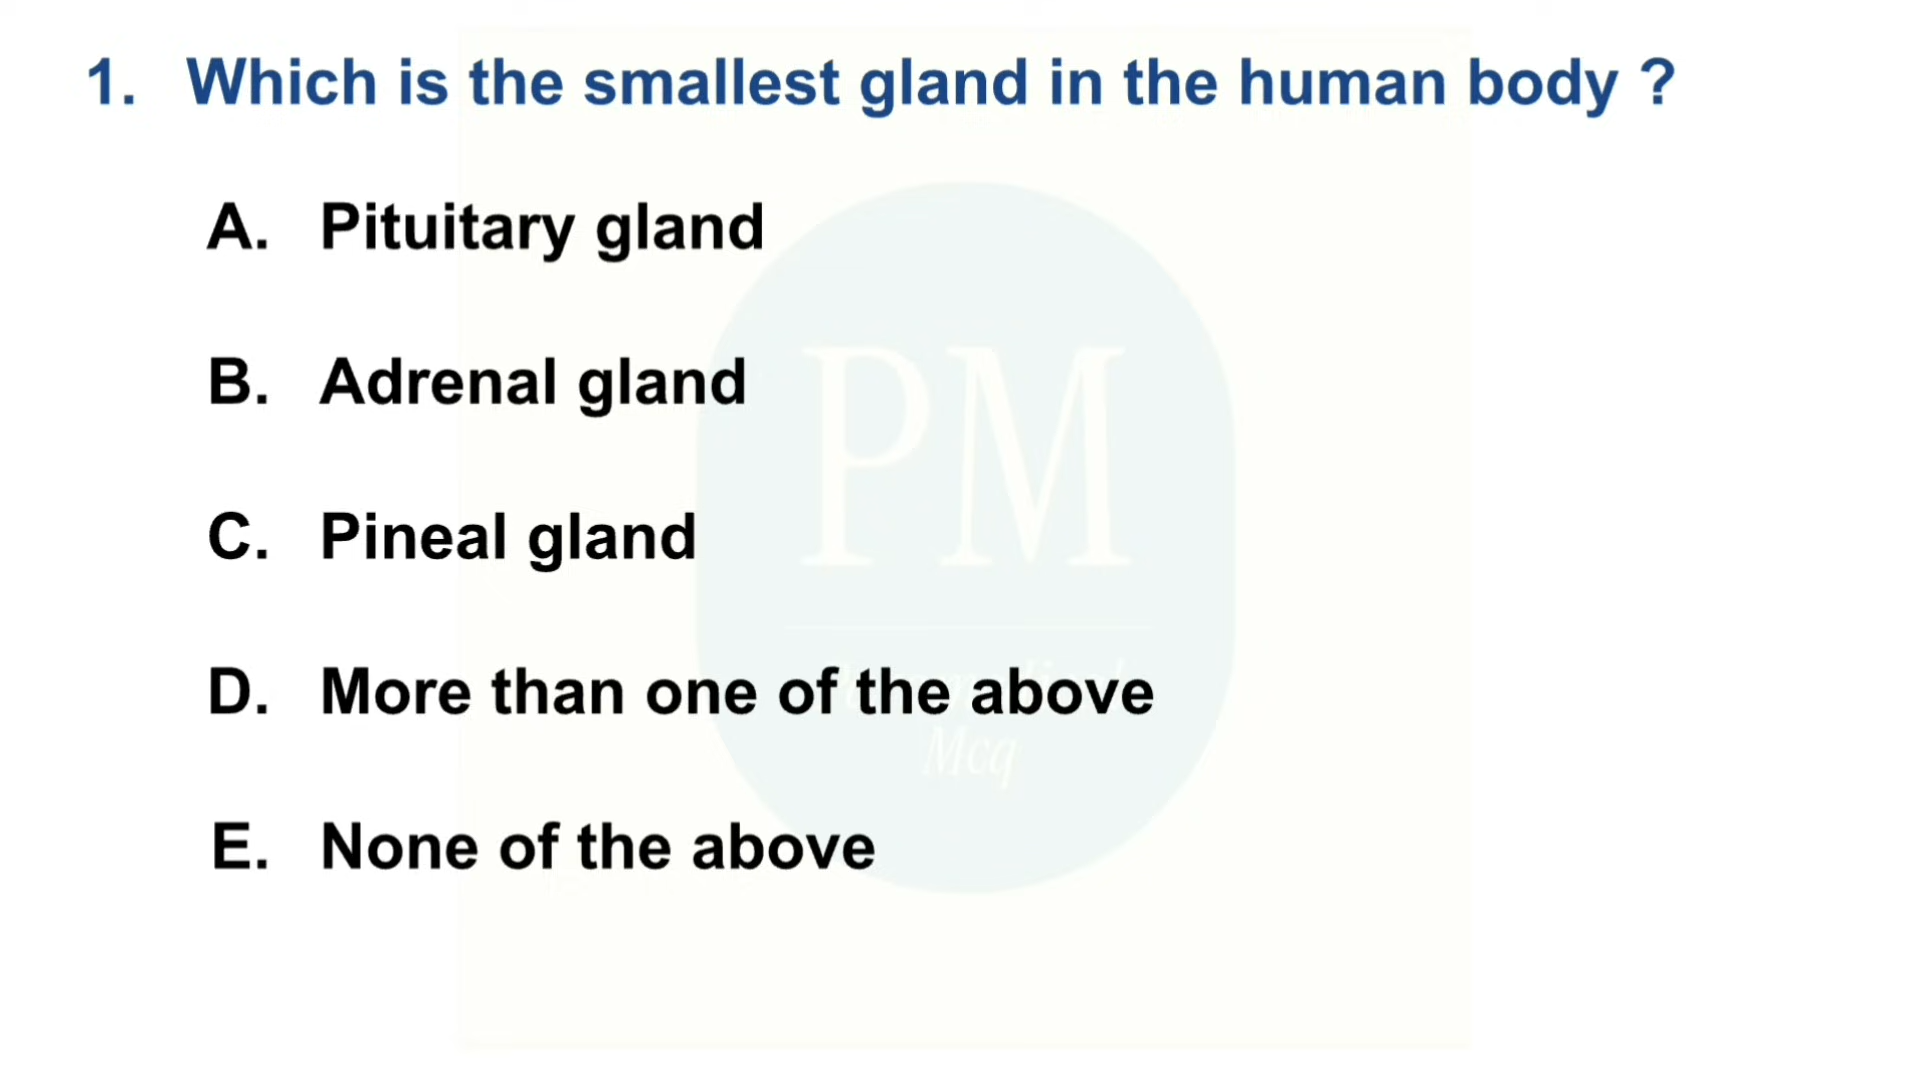 1. Which is the smallest gland in the human body ?
A. Pituitary gland
B. Adrenal gland
C. Pineal gland
D. More than one of the above
E. None of the above
PM
Mcq